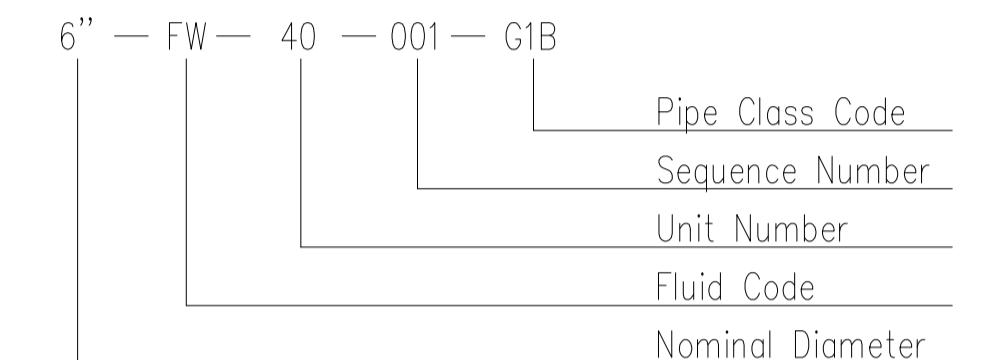 6’’ — FW — 40 — 001 — G1B
Pipe Class Code
Sequence Number
Unit Number
Fluid Code
Nominal Diameter